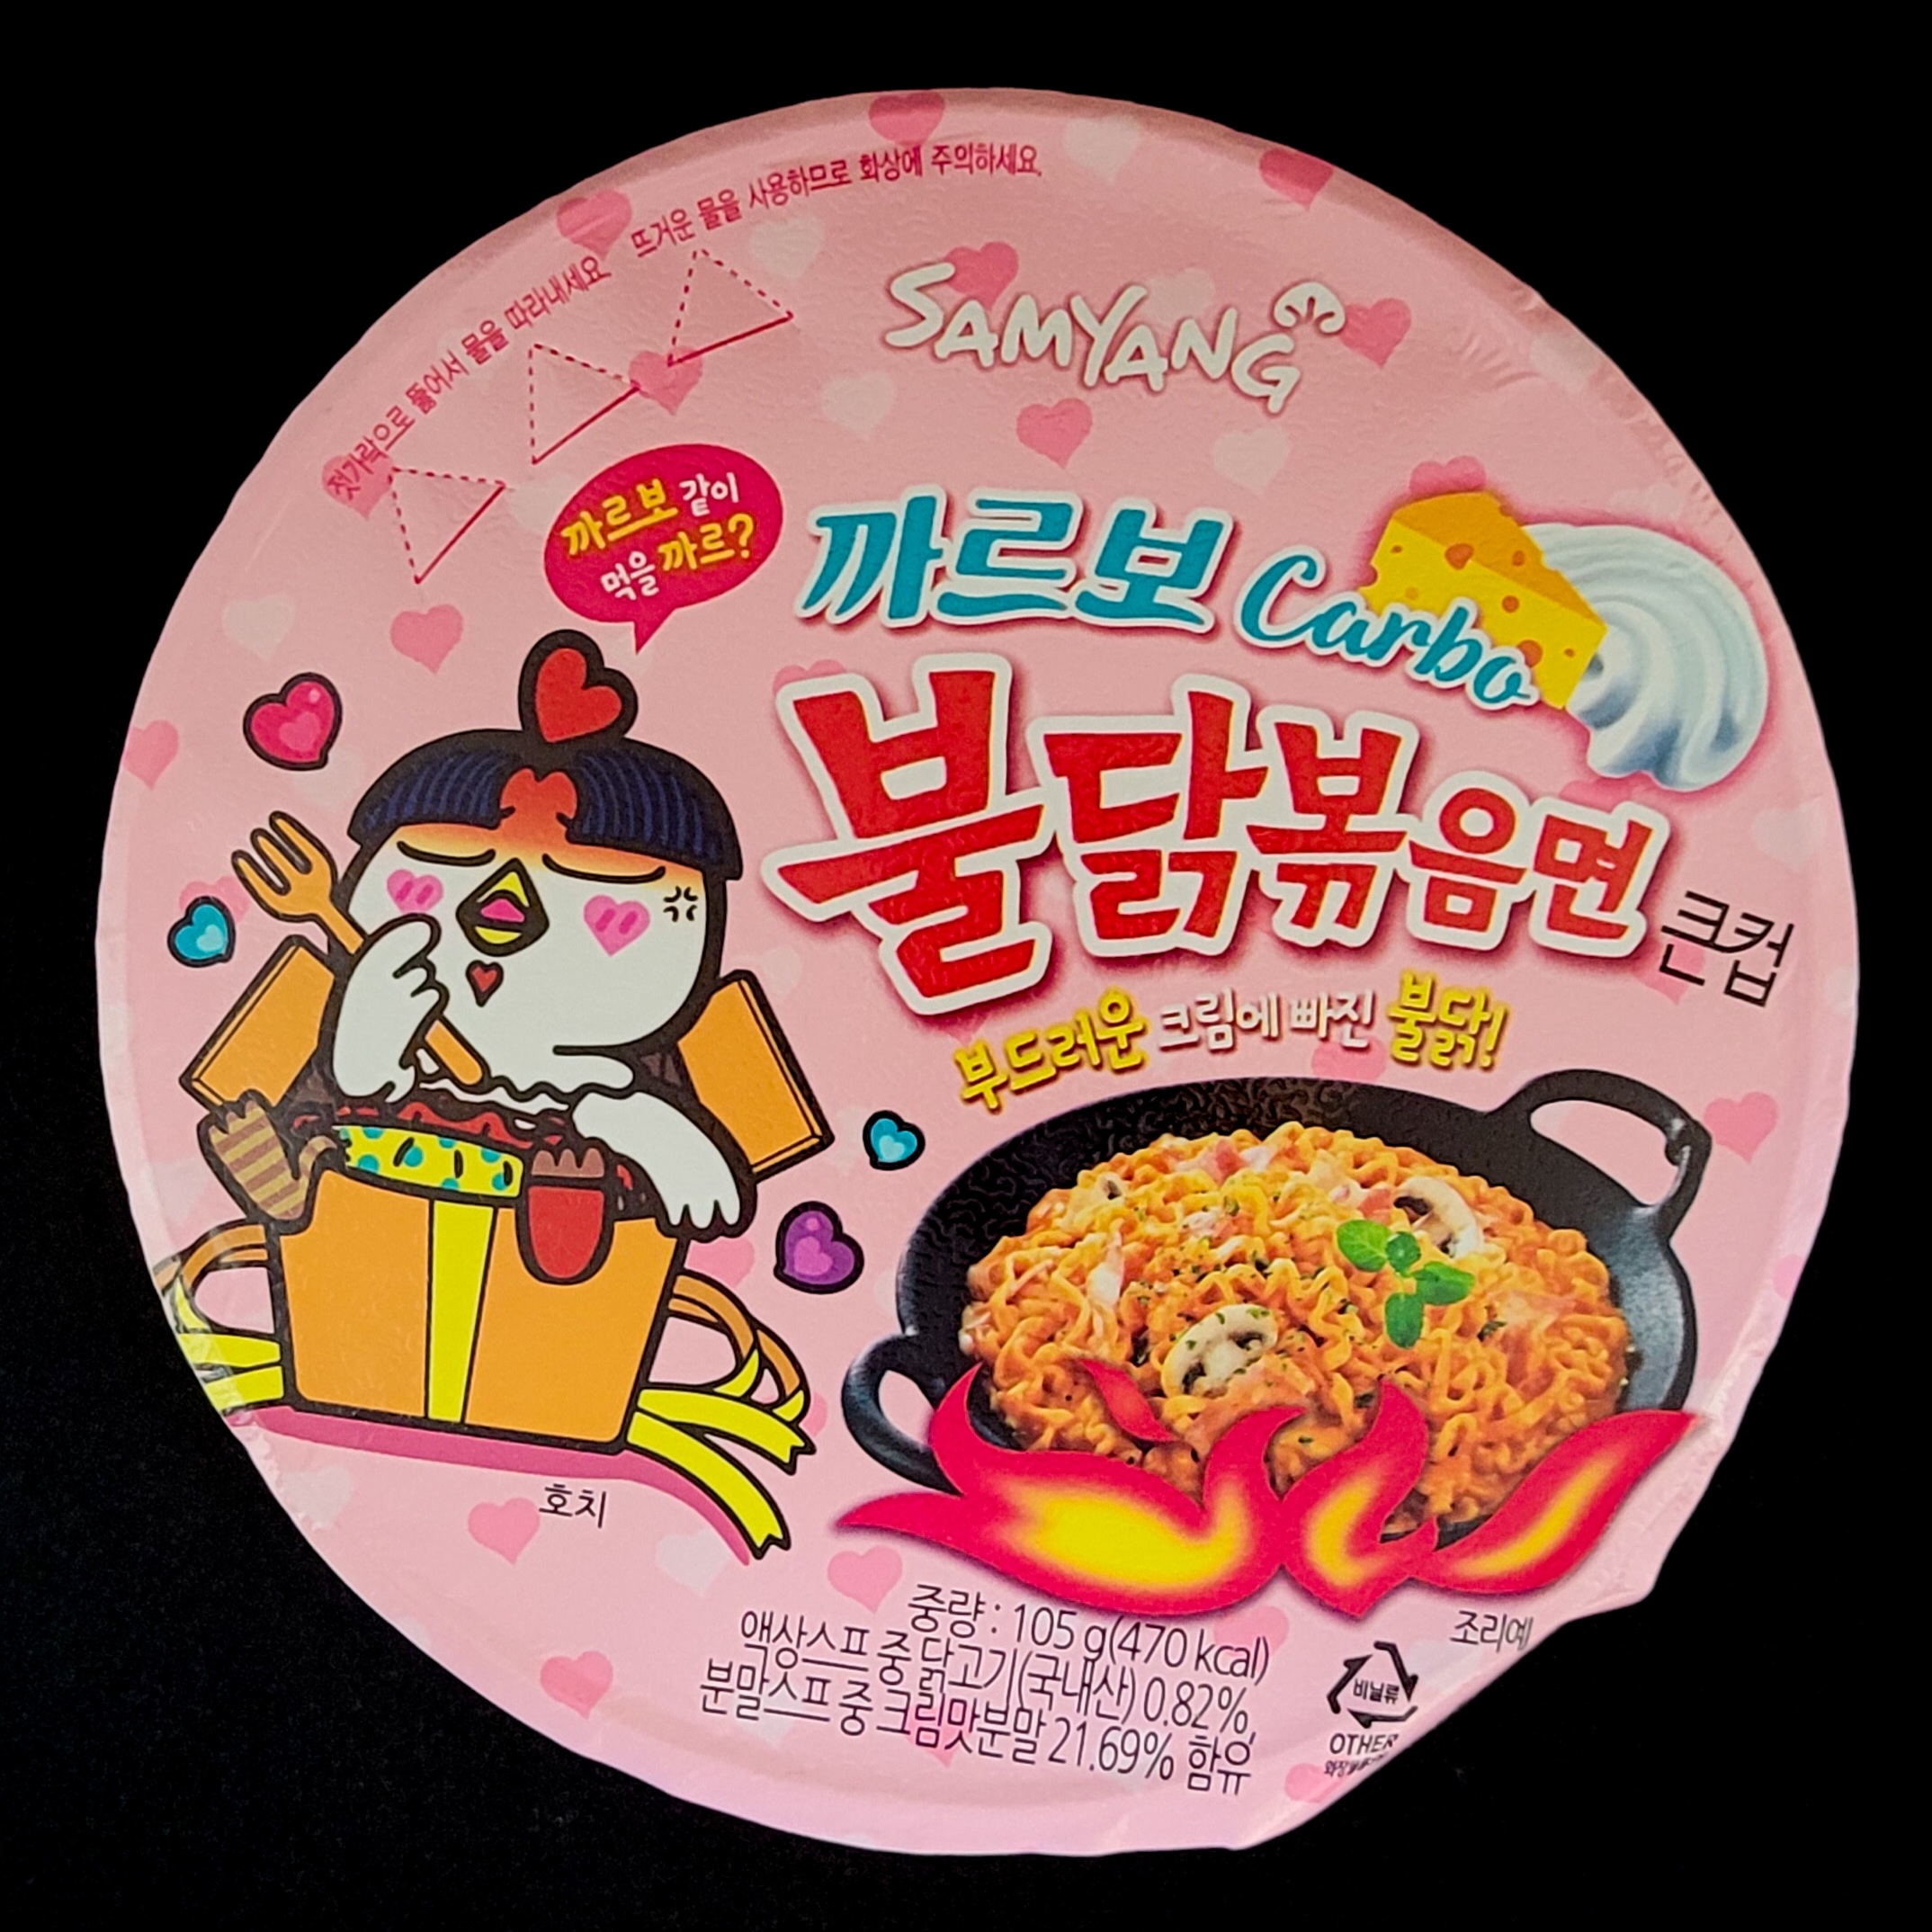 젓가락으로 뚫어서 물을 따라내세요.
뜨거운 물을 사용하므로 화상에 주의하세요.
SAMYANG
까르보 같이
먹을 까르?
까르보 Carbo
불닭볶음면 큰컵
부드러운 크림에 빠진 불닭!
호치
조리예
중량 : 105 g(470 kcal)
액상스프 중 닭고기(국내산) 0.82%,
분말스프 중 크림맛분말 21.69% 함유
비닐류
OTHER